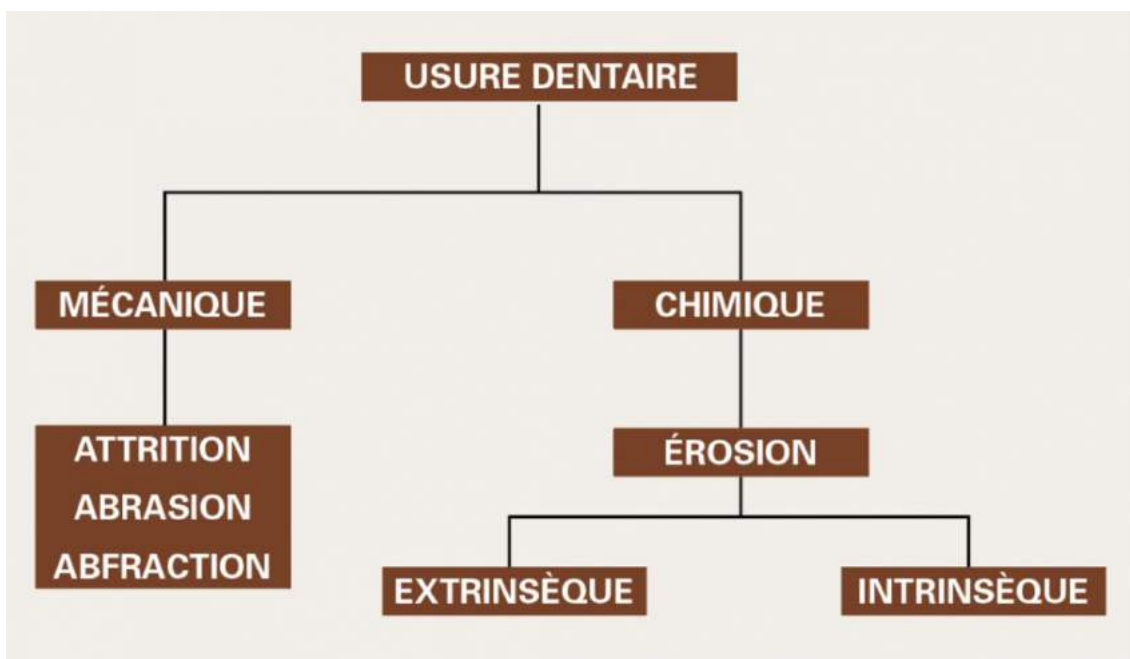 USURE DENTAIRE
MÉCANIQUE
CHIMIQUE
ATTRITION
ABRASION
ABFRACTION
ÉROSION
EXTRINSÈQUE
INTRINSÈQUE